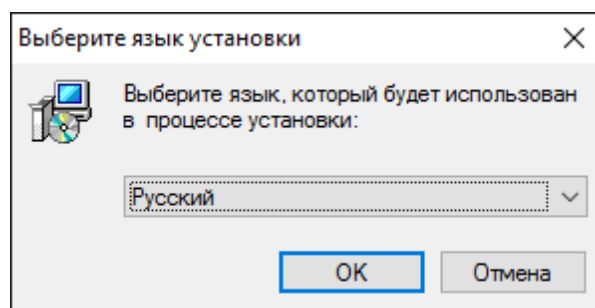 Выберите язык установки
Выберите язык, который будет использован
в процессе установки:
Русский
OK
Отмена